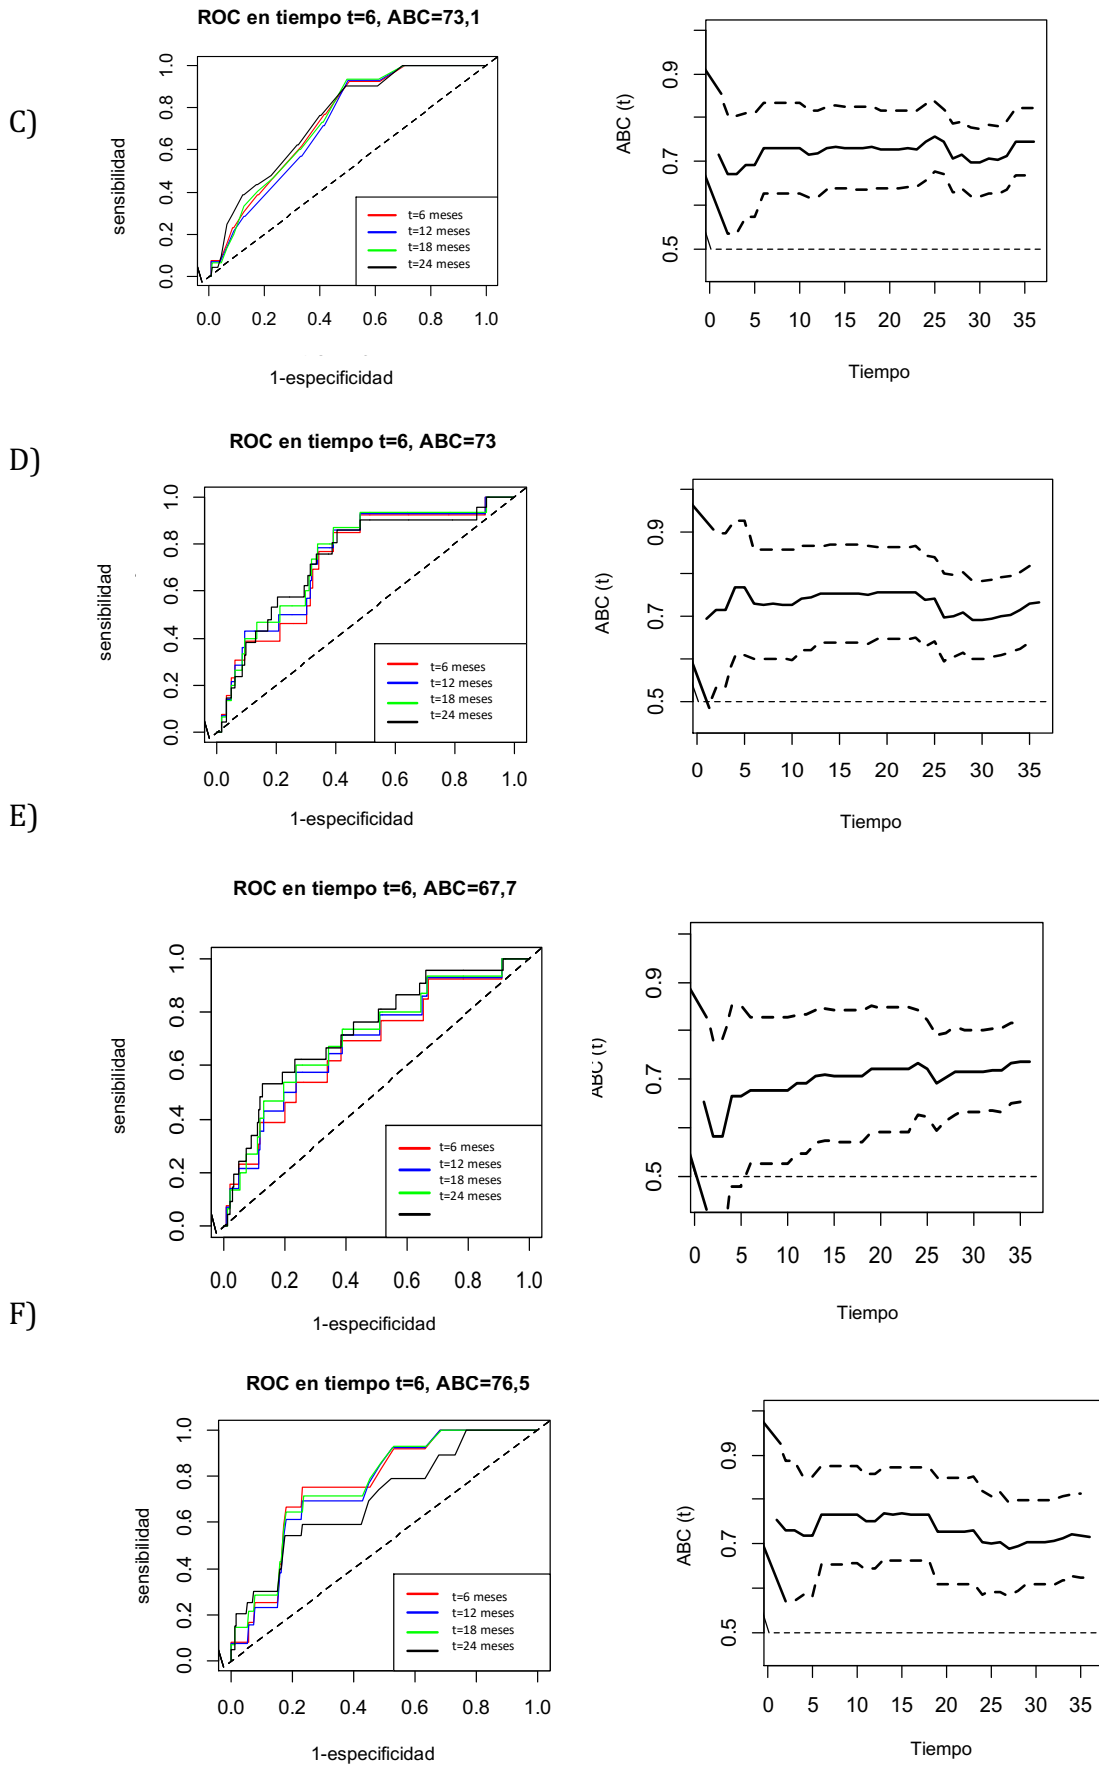 C)
ROC en tiempo t=6, ABC=73,1
sensibilidad
0.0 0.2 0.4 0.6 0.8 1.0
t=6 meses
t=12 meses
t=18 meses
t=24 meses
0.0 0.2 0.4 0.6 0.8 1.0
1-especificidad
ABC (t)
0.5 0.7 0.9
0 5 10 15 20 25 30 35
Tiempo
D)
ROC en tiempo t=6, ABC=73
sensibilidad
0.0 0.2 0.4 0.6 0.8 1.0
t=6 meses
t=12 meses
t=18 meses
t=24 meses
0.0 0.2 0.4 0.6 0.8 1.0
1-especificidad
ABC (t)
0.5 0.7 0.9
0 5 10 15 20 25 30 35
Tiempo
E)
ROC en tiempo t=6, ABC=67,7
sensibilidad
0.0 0.2 0.4 0.6 0.8 1.0
t=6 meses
t=12 meses
t=18 meses
t=24 meses
0.0 0.2 0.4 0.6 0.8 1.0
1-especificidad
ABC (t)
0.5 0.7 0.9
0 5 10 15 20 25 30 35
Tiempo
F)
ROC en tiempo t=6, ABC=76,5
sensibilidad
0.0 0.2 0.4 0.6 0.8 1.0
t=6 meses
t=12 meses
t=18 meses
t=24 meses
0.0 0.2 0.4 0.6 0.8 1.0
1-especificidad
ABC (t)
0.5 0.7 0.9
0 5 10 15 20 25 30 35
Tiempo